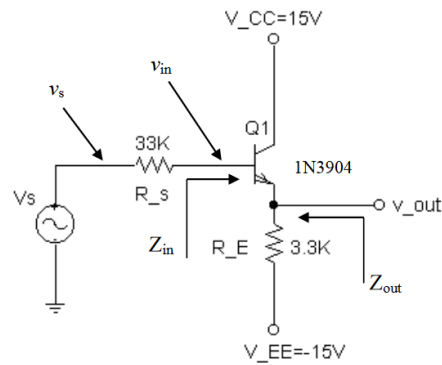 V_CC=15V
v_s
v_in
Q1
33K
1N3904
R_s
Vs
v_out
Z_in
R_E
3.3K
Z_out
V_EE=-15V